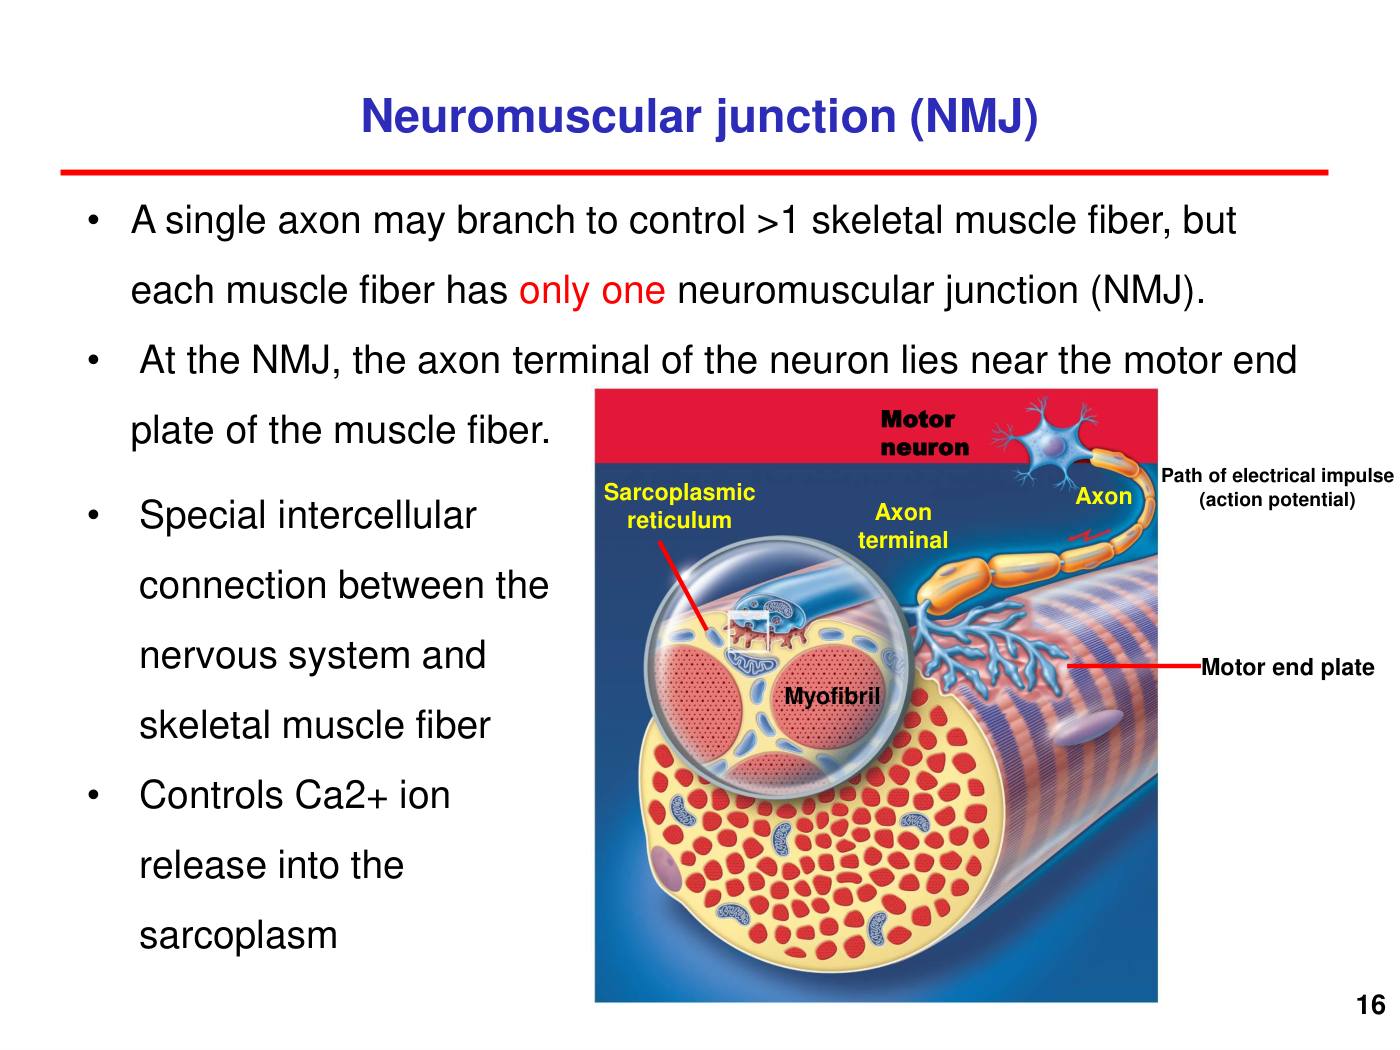 Neuromuscular junction (NMJ)
• A single axon may branch to control >1 skeletal muscle fiber, but
each muscle fiber has only one neuromuscular junction (NMJ).
• At the NMJ, the axon terminal of the neuron lies near the motor end
plate of the muscle fiber.
• Special intercellular
connection between the
nervous system and
skeletal muscle fiber
• Controls Ca2+ ion
release into the
sarcoplasm
Motor
neuron
Path of electrical impulse
(action potential)
Sarcoplasmic
reticulum
Axon
terminal
Axon
Motor end plate
Myofibril
16